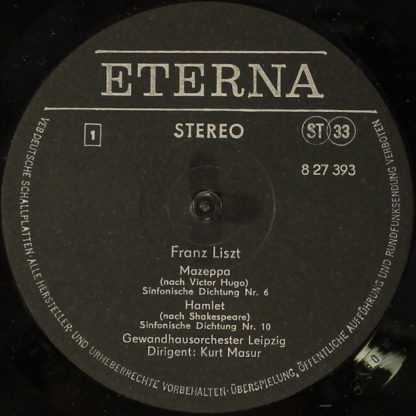 ETERNA
1
STEREO
ST 33
8 27 393
Franz Liszt
Mazeppa
(nach Victor Hugo)
Sinfonische Dichtung Nr. 6
Hamlet
(nach Shakespeare)
Sinfonische Dichtung Nr. 10
Gewandhausorchester Leipzig
Dirigent: Kurt Masur
VEB DEUTSCHE SCHALLPLATTEN · ALLE HERSTELLER- UND URHEBERRECHTE VORBEHALTEN · ÜBERSPIELUNG, ÖFFENTLICHE AUFFÜHRUNG UND RUNDFUNKSENDUNG VERBOTEN